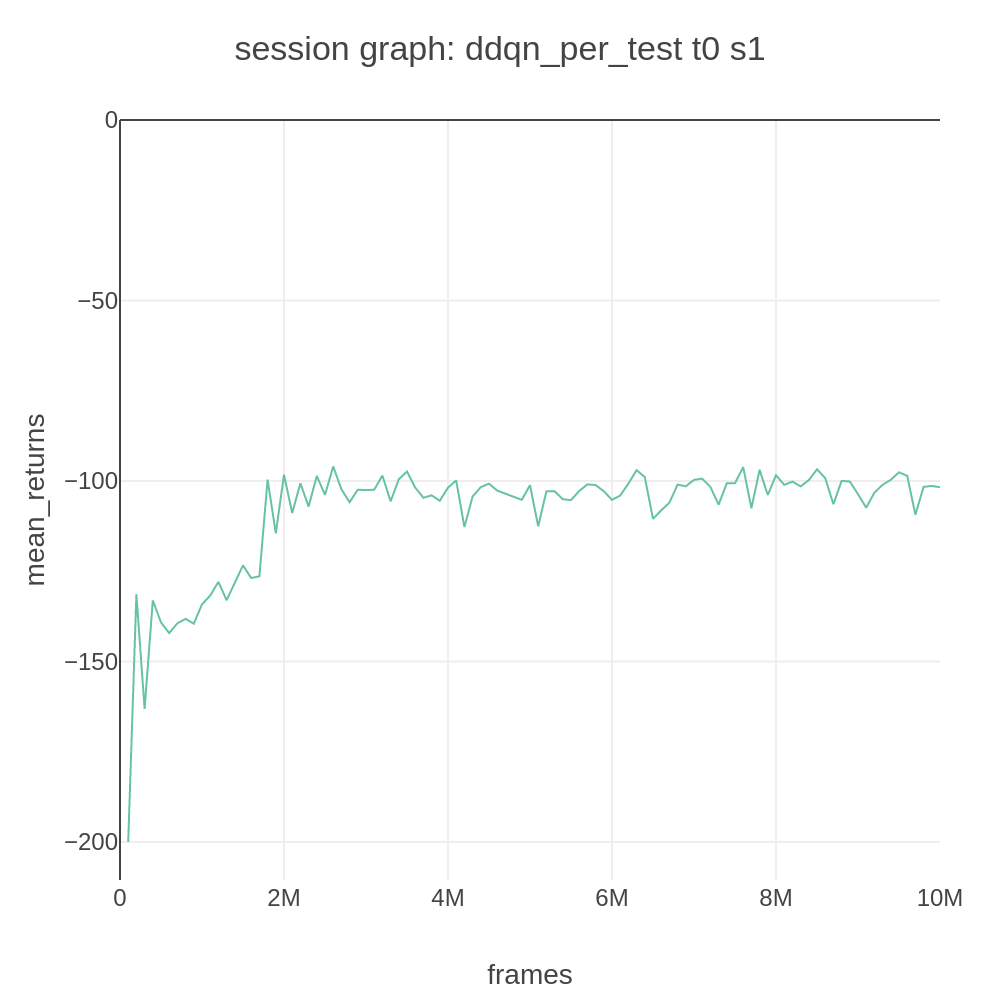 session graph: ddqn_per_test t0 s1
0
−50
−100
−150
−200
mean_returns
0
2M
4M
6M
8M
10M
frames